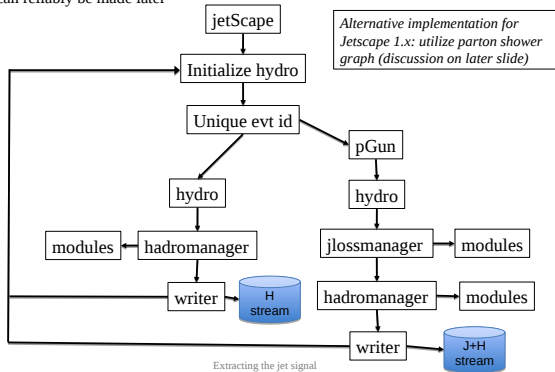 can reliably be made later
jetScape
Alternative implementation for
Jetscape 1.x: utilize parton shower
graph (discussion on later slide)
Initialize hydro
Unique evt id
pGun
hydro
hydro
modules
hadromanager
jlossmanager
modules
writer
H
stream
hadromanager
modules
writer
J+H
stream
Extracting the jet signal